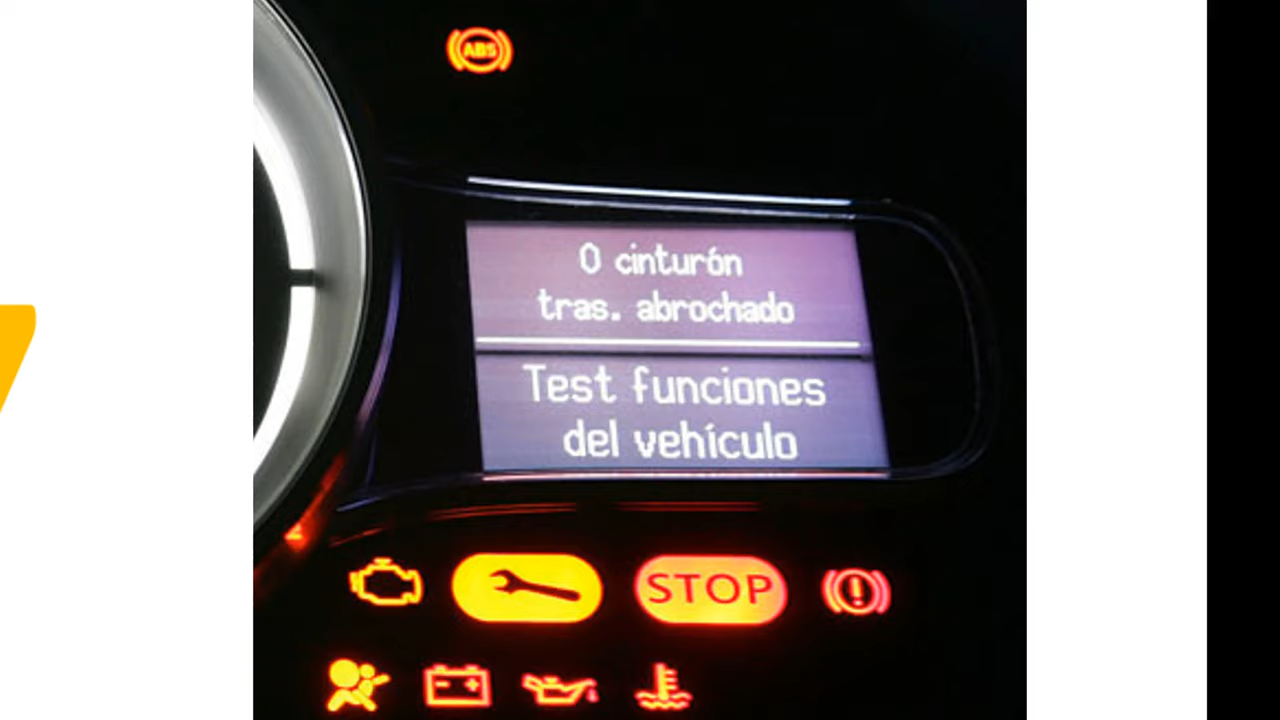 ABS
0 cinturón
tras. abrochado
Test funciones
del vehículo
STOP